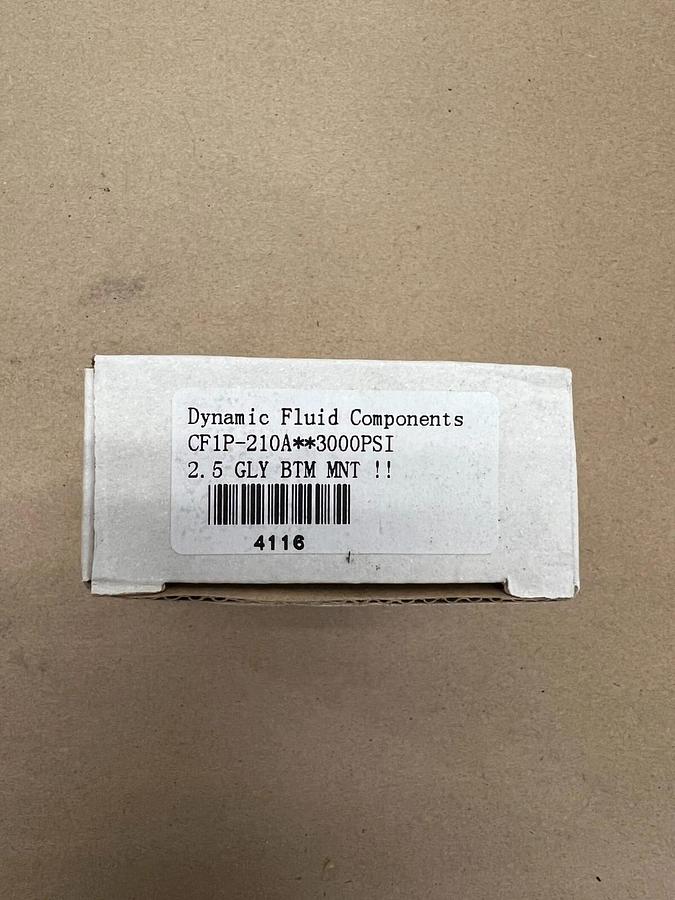 Dynamic Fluid Components
CF1P-210A**3000PSI
2.5 GLY BTM MNT !!
4116